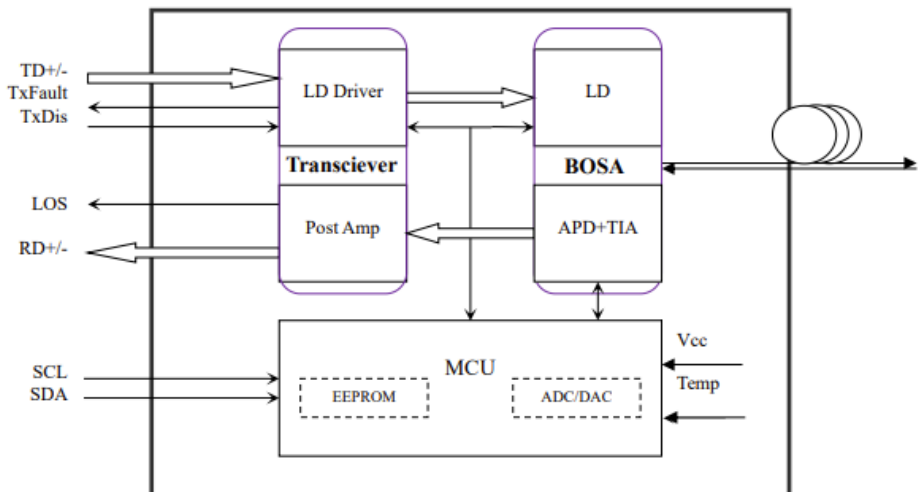 TD+/-
TxFault
TxDis
LD Driver
LD
Transciever
BOSA
LOS
Post Amp
APD+TIA
RD+/-
Vcc
MCU
SCL
Temp
SDA
EEPROM
ADC/DAC